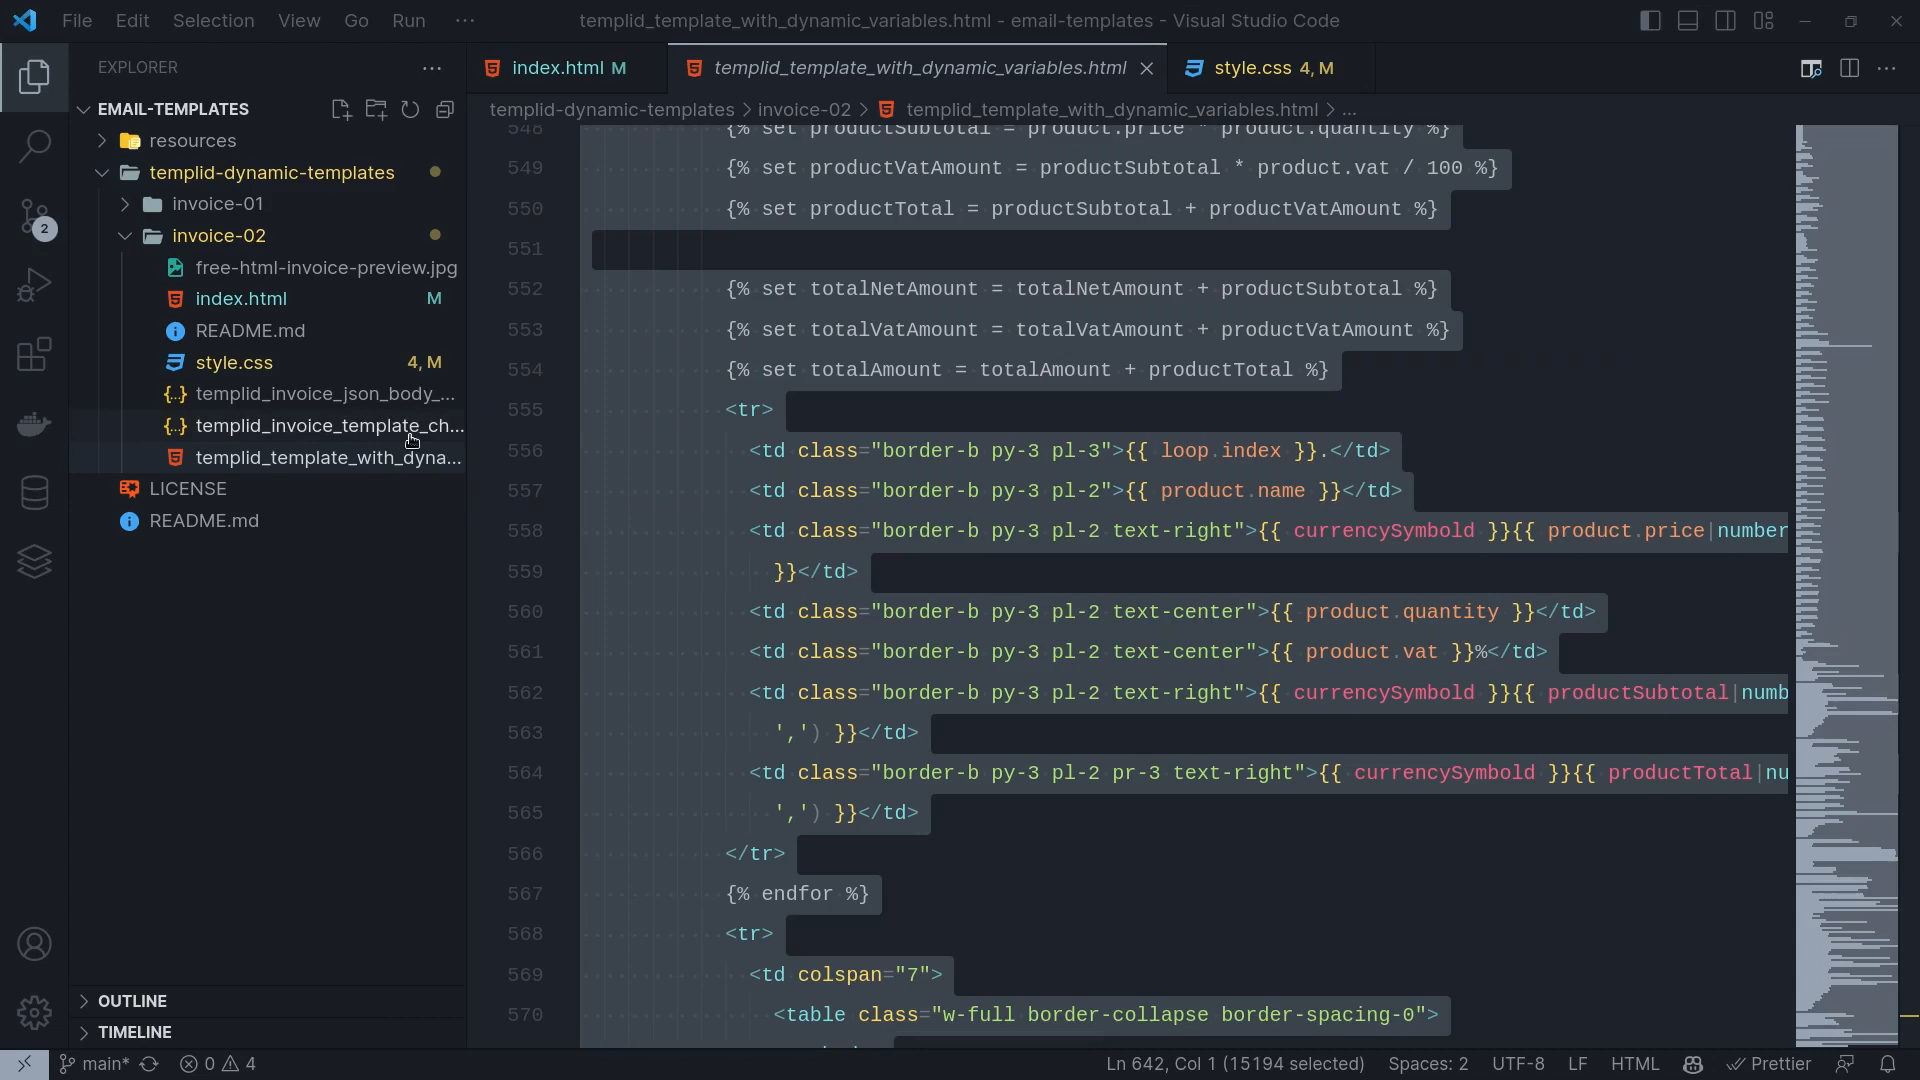 File Edit Selection View Go Run ··· templid_template_with_dynamic_variables.html - email-templates - Visual Studio Code
EXPLORER ···
EMAIL-TEMPLATES
resources
templid-dynamic-templates
invoice-01
invoice-02
free-html-invoice-preview.jpg
index.html M
README.md
style.css 4, M
templid_invoice_json_body_...
templid_invoice_template_ch...
templid_template_with_dyna...
LICENSE
README.md
OUTLINE
TIMELINE
2
index.html M templid_template_with_dynamic_variables.html style.css 4, M
templid-dynamic-templates > invoice-02 > templid_template_with_dynamic_variables.html > ...
548 {% set productSubtotal = product.price * product.quantity %}
549 {% set productVatAmount = productSubtotal * product.vat / 100 %}
550 {% set productTotal = productSubtotal + productVatAmount %}
551
552 {% set totalNetAmount = totalNetAmount + productSubtotal %}
553 {% set totalVatAmount = totalVatAmount + productVatAmount %}
554 {% set totalAmount = totalAmount + productTotal %}
555 <tr>
556 <td class="border-b py-3 pl-3">{{ loop.index }}.</td>
557 <td class="border-b py-3 pl-2">{{ product.name }}</td>
558 <td class="border-b py-3 pl-2 text-right">{{ currencySymbold }}{{ product.price|number
559 }}</td>
560 <td class="border-b py-3 pl-2 text-center">{{ product.quantity }}</td>
561 <td class="border-b py-3 pl-2 text-center">{{ product.vat }}%</td>
562 <td class="border-b py-3 pl-2 text-right">{{ currencySymbold }}{{ productSubtotal|numb
563 ',') }}</td>
564 <td class="border-b py-3 pl-2 pr-3 text-right">{{ currencySymbold }}{{ productTotal|nu
565 ',') }}</td>
566 </tr>
567 {% endfor %}
568 <tr>
569 <td colspan="7">
570 <table class="w-full border-collapse border-spacing-0">
main* 0 4 Ln 642, Col 1 (15194 selected) Spaces: 2 UTF-8 LF HTML Prettier